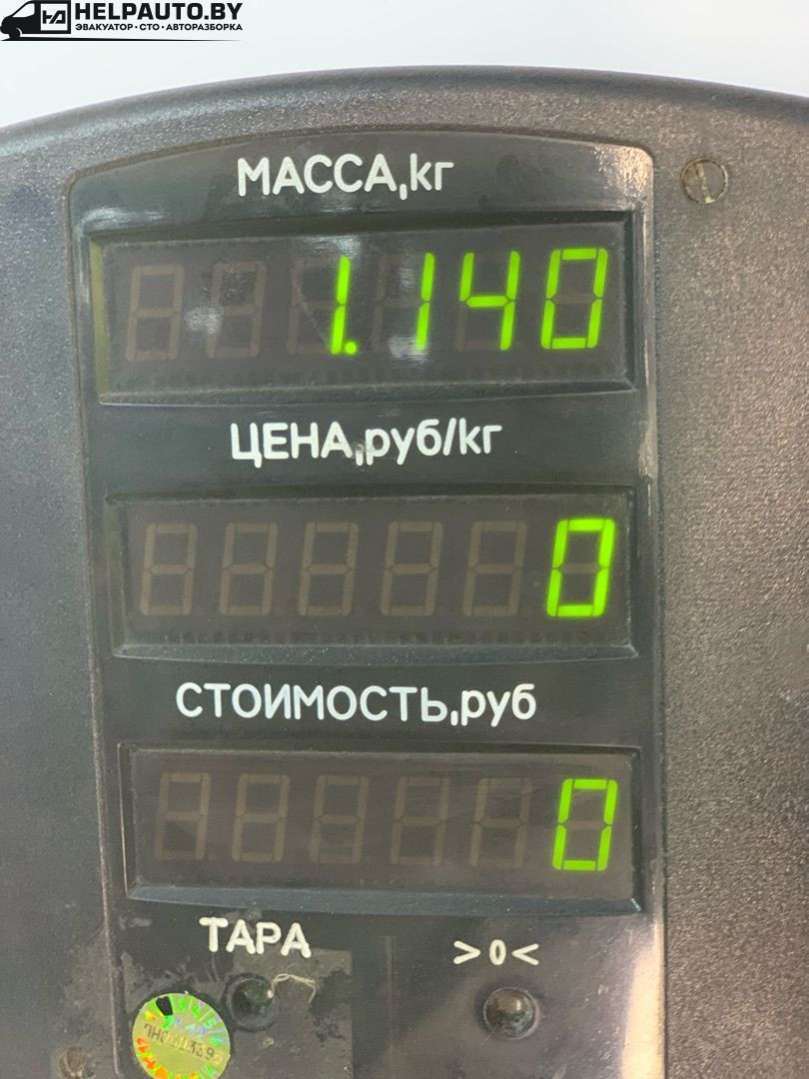 HELPAUTO.BY
ЭВАКУАТОР • СТО • АВТОРАЗБОРКА
МАССА,кг
1.140
ЦЕНА,руб/кг
0
СТОИМОСТЬ,руб
0
ТАРА >0<